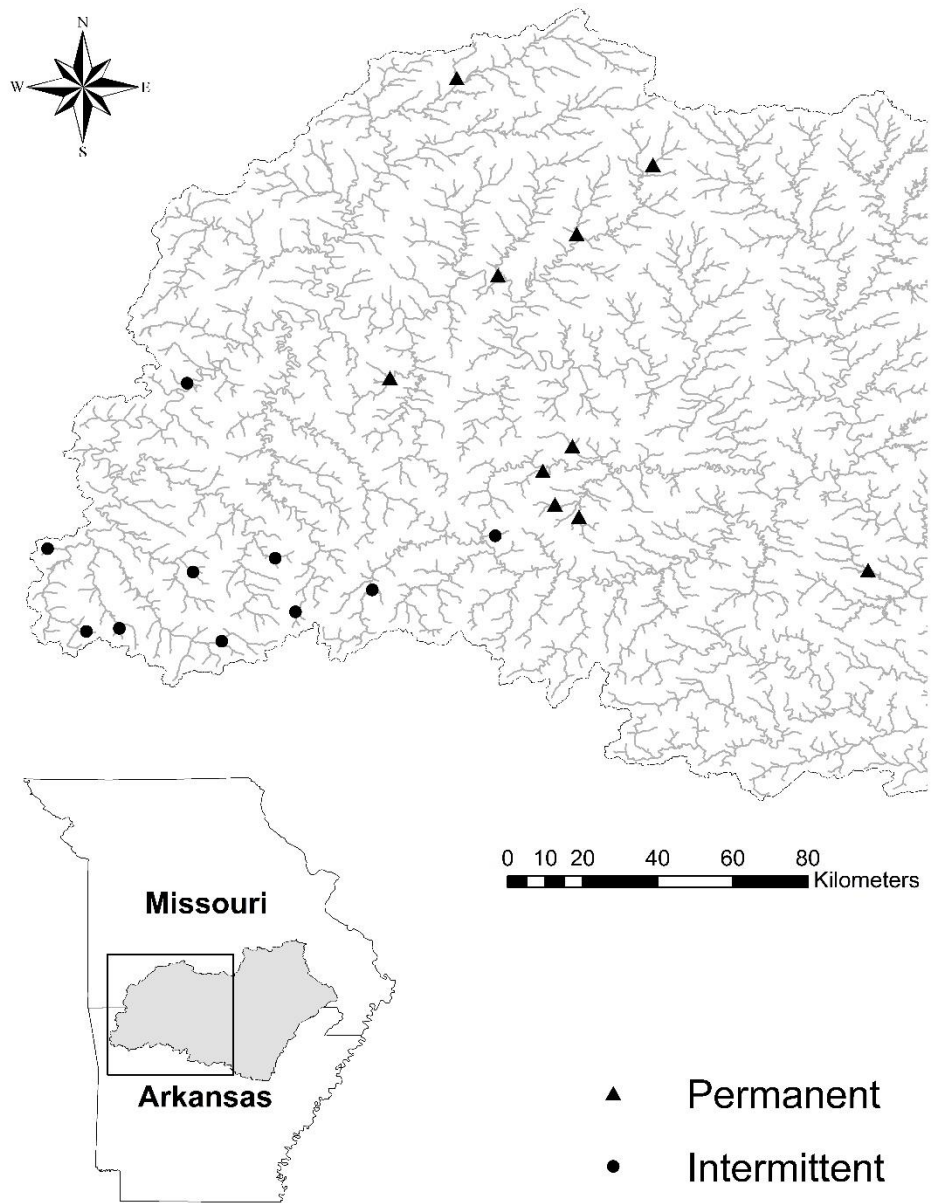 N
W E
S
0 10 20 40 60 80
Kilometers
Missouri
Arkansas
Permanent
Intermittent